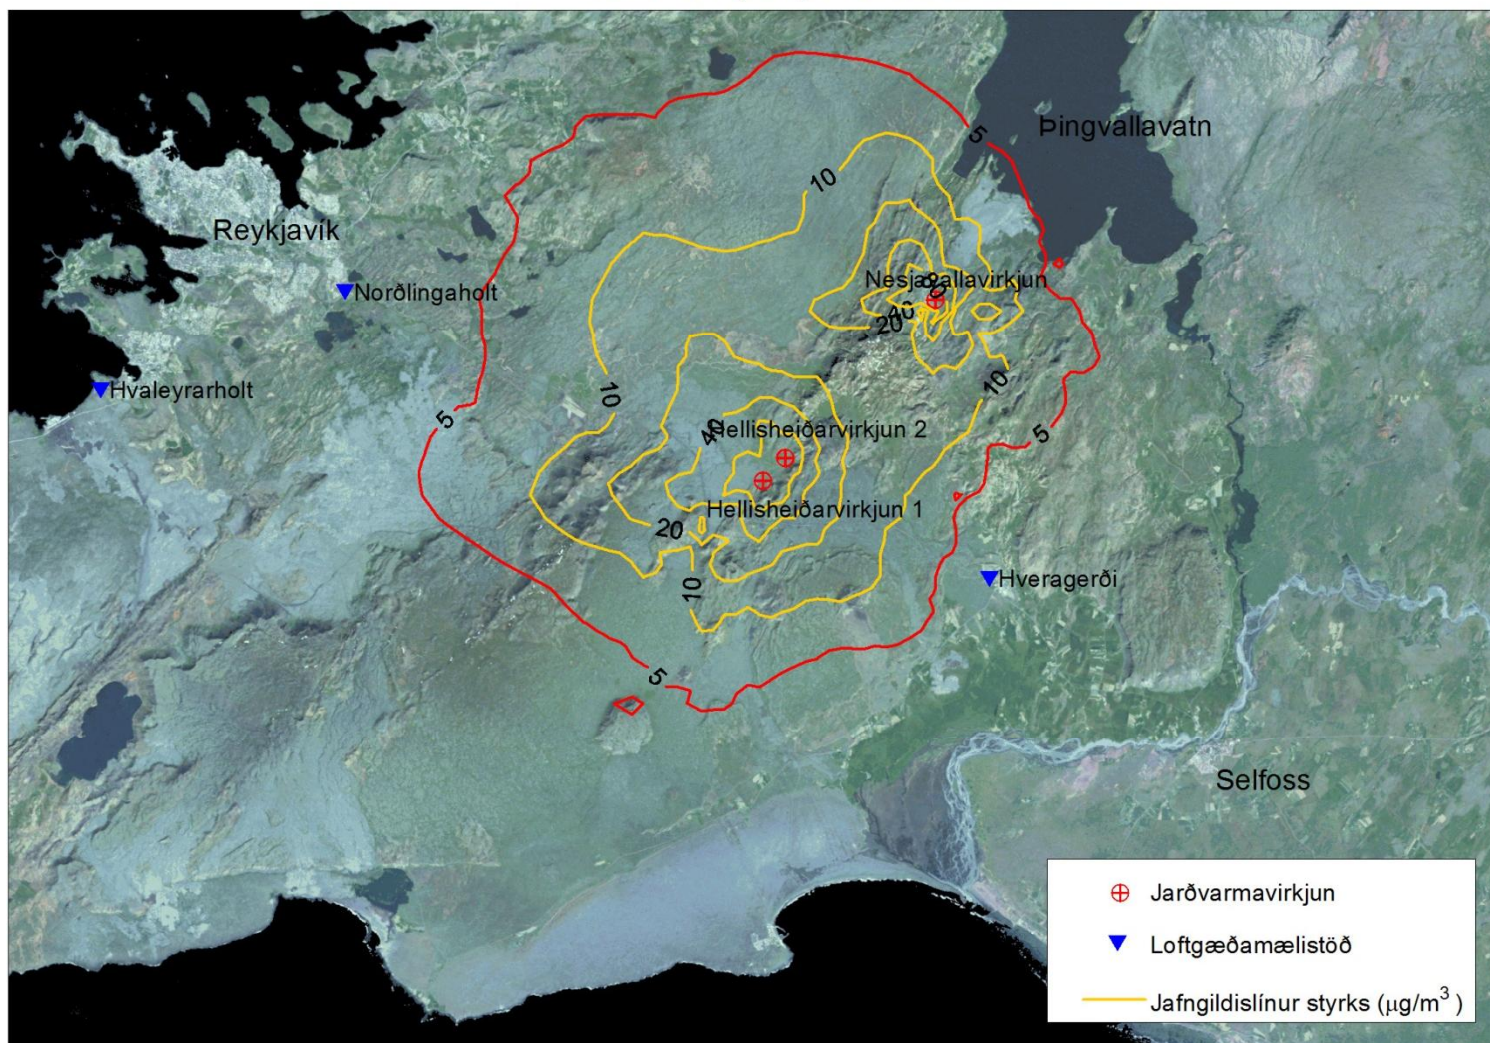 5
Þingvallavatn
10
Reykjavík
Nesjavallavirkjun
80
Norðlingaholt
40
20
Hvaleyrarholt
10
10
5
40
Hellisheiðarvirkjun 2
5
Hellisheiðarvirkjun 1
20
Hveragerði
10
5
Selfoss
Jarðvarmavirkjun
Loftgæðamælistöð
Jafngildislínur styrks (µg/m³ )